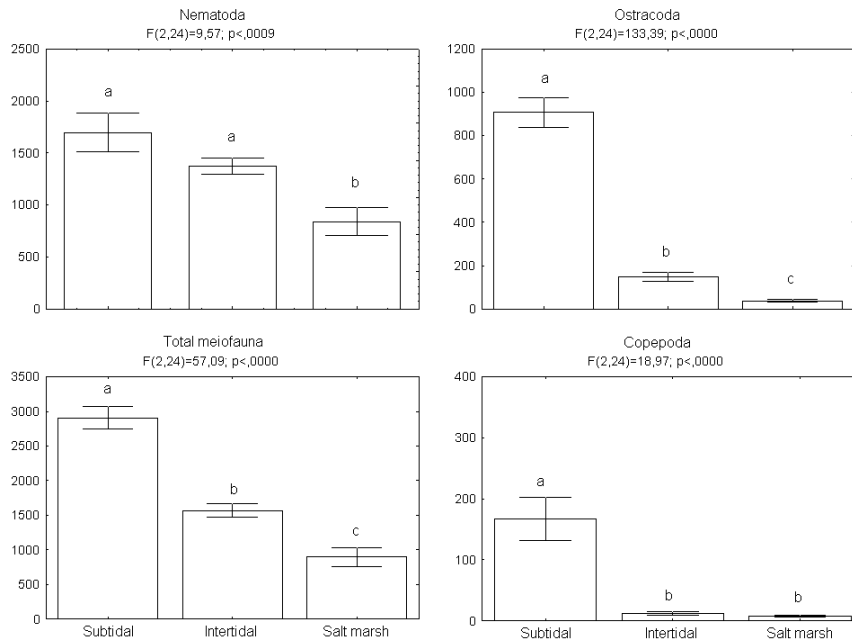 Nematoda
F(2,24)=9,57; p<,0009
2500
2000
1500
1000
500
0
a
a
b
Ostracoda
F(2,24)=133,39; p<,0000
1200
1000
800
600
400
200
0
a
b
c
Total meiofauna
F(2,24)=57,09; p<,0000
3500
3000
2500
2000
1500
1000
500
0
a
b
c
Subtidal Intertidal Salt marsh
Copepoda
F(2,24)=18,97; p<,0000
400
300
200
100
0
a
b
b
Subtidal Intertidal Salt marsh